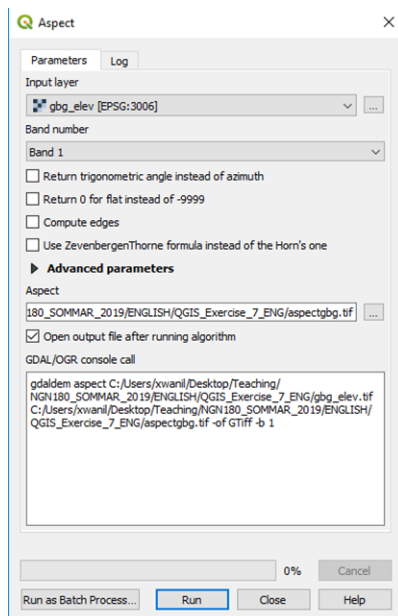 Aspect
Parameters
Log
Input layer
gbg_elev [EPSG:3006]
...
Band number
Band 1
Return trigonometric angle instead of azimuth
Return 0 for flat instead of -9999
Compute edges
Use ZevenbergenThorne formula instead of the Horn's one
Advanced parameters
Aspect
180_SOMMAR_2019/ENGLISH/QGIS_Exercise_7_ENG/aspectgbg.tif
...
Open output file after running algorithm
GDAL/OGR console call
gdaldem aspect C:/Users/xwanil/Desktop/Teaching/
NGN180_SOMMAR_2019/ENGLISH/QGIS_Exercise_7_ENG/gbg_elev.tif
C:/Users/xwanil/Desktop/Teaching/NGN180_SOMMAR_2019/ENGLISH/
QGIS_Exercise_7_ENG/aspectgbg.tif -of GTiff -b 1
0%
Cancel
Run as Batch Process...
Run
Close
Help